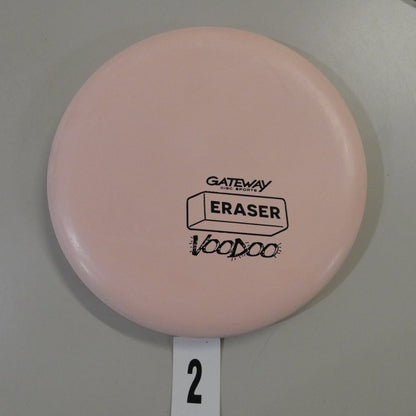 GATEWAY
DISC SPORTS
ERASER
VOODOO
2